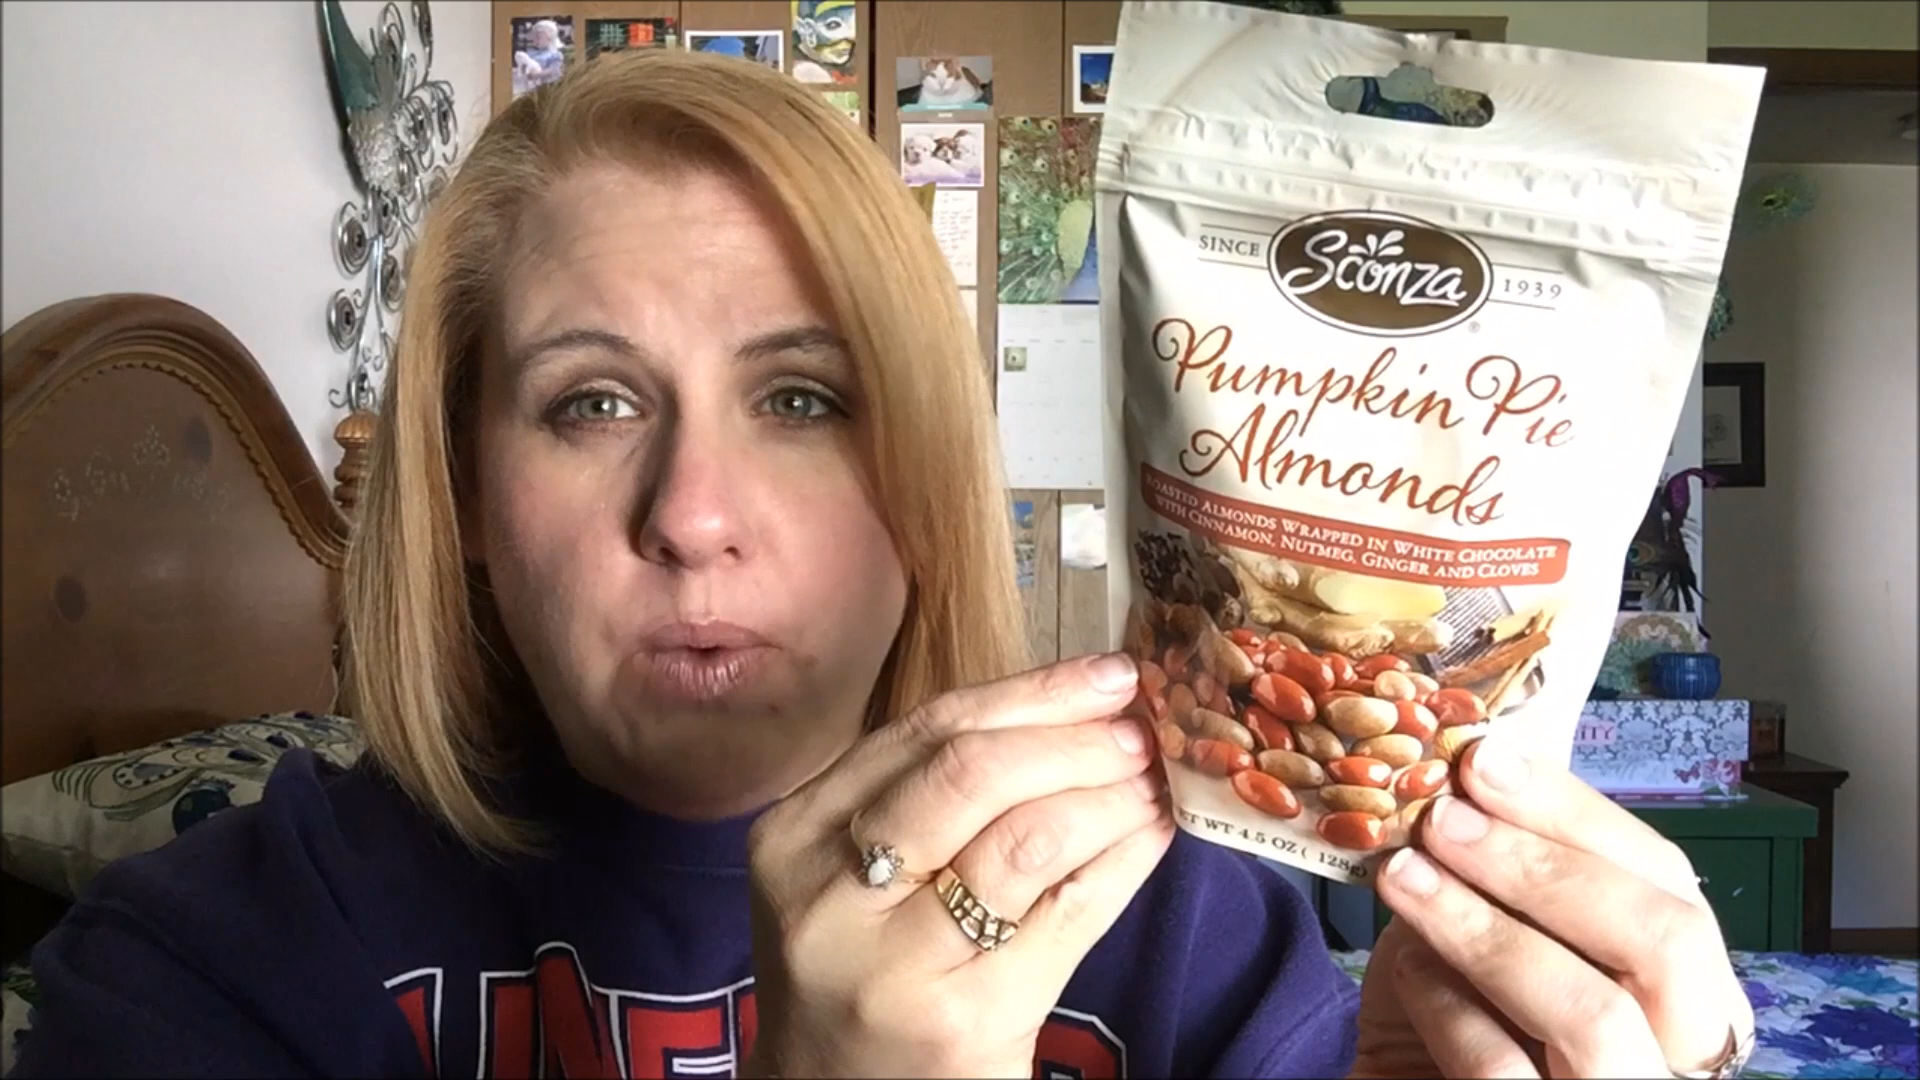 SINCE Sconza® 1939
Pumpkin Pie
Almonds
ROASTED ALMONDS WRAPPED IN WHITE CHOCOLATE
WITH CINNAMON, NUTMEG, GINGER AND CLOVES
ET WT 4.5 OZ ( 128g)